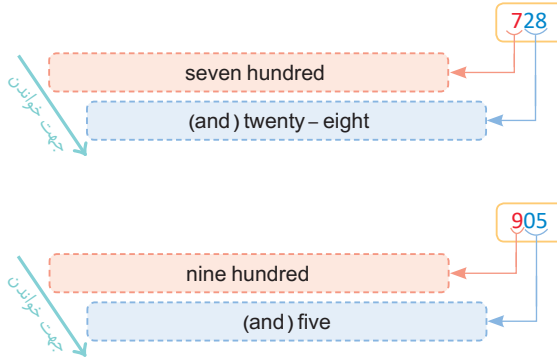 728
seven hundred
(and) twenty – eight
جهت خواندن
905
nine hundred
(and) five
جهت خواندن